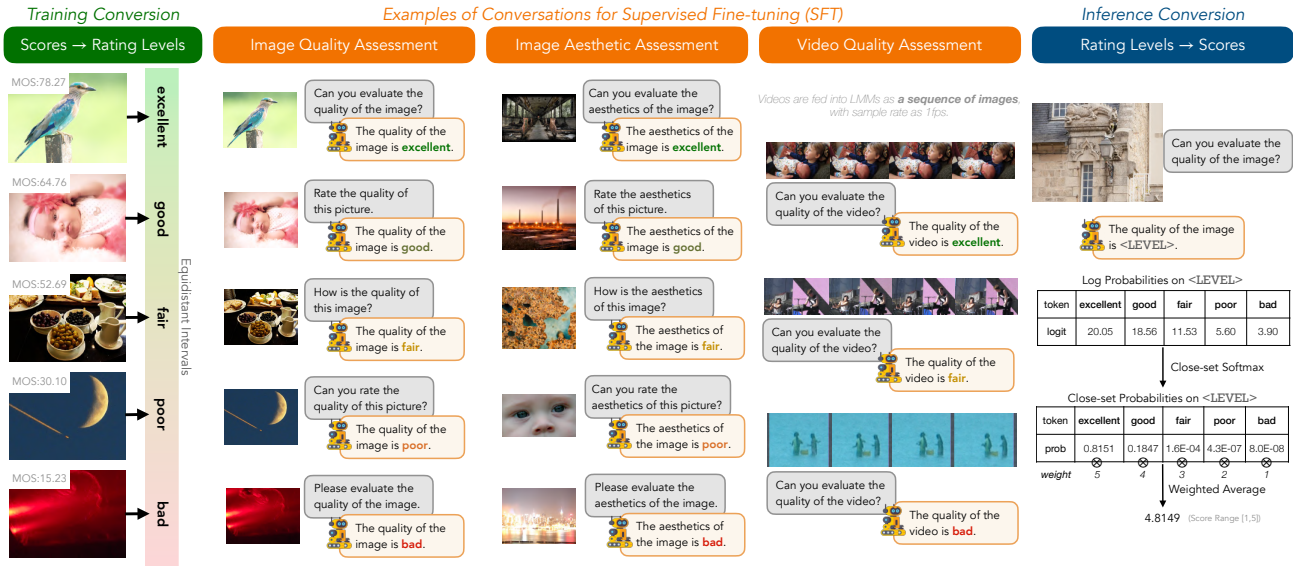 Training Conversion
Scores → Rating Levels
MOS:78.27
excellent
MOS:64.76
good
MOS:52.69
fair
MOS:30.10
poor
MOS:15.23
bad
Equidistant Intervals
Examples of Conversations for Supervised Fine-tuning (SFT)
Image Quality Assessment
Can you evaluate the
quality of the image?
The quality of the
image is excellent.
Rate the quality of
this picture.
The quality of the
image is good.
How is the quality of
this image?
The quality of the
image is fair.
Can you rate the
quality of this picture?
The quality of the
image is poor.
Please evaluate the
quality of the image.
The quality of the
image is bad.
Image Aesthetic Assessment
Can you evaluate the
aesthetics of the image?
The aesthetics of the
image is excellent.
Rate the aesthetics
of this picture.
The aesthetics of the
image is good.
How is the aesthetics
of this image?
The aesthetics of
the image is fair.
Can you rate the
aesthetics of this picture?
The aesthetics of
the image is poor.
Please evaluate the
aesthetics of the image.
The aesthetics of
the image is bad.
Video Quality Assessment
Videos are fed into LMMs as a sequence of images,
with sample rate as 1fps.
Can you evaluate the
quality of the video?
The quality of the
video is excellent.
Can you evaluate the
quality of the video?
The quality of the
video is fair.
Can you evaluate the
quality of the video?
The quality of the
video is bad.
Inference Conversion
Rating Levels → Scores
Can you evaluate the
quality of the image?
The quality of the image
is <LEVEL>.
Log Probabilities on <LEVEL>
token excellent good fair poor bad
logit 20.05 18.56 11.53 5.60 3.90
Close-set Softmax
Close-set Probabilities on <LEVEL>
token excellent good fair poor bad
prob 0.8151 0.1847 1.6E-04 4.3E-07 8.0E-08
weight 5 4 3 2 1
Weighted Average
4.8149 (Score Range [1,5])